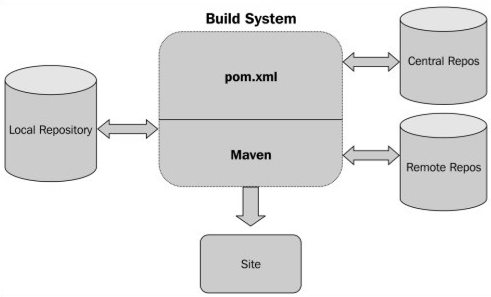 Build System
pom.xml
Central Repos
Local Repository
Maven
Remote Repos
Site